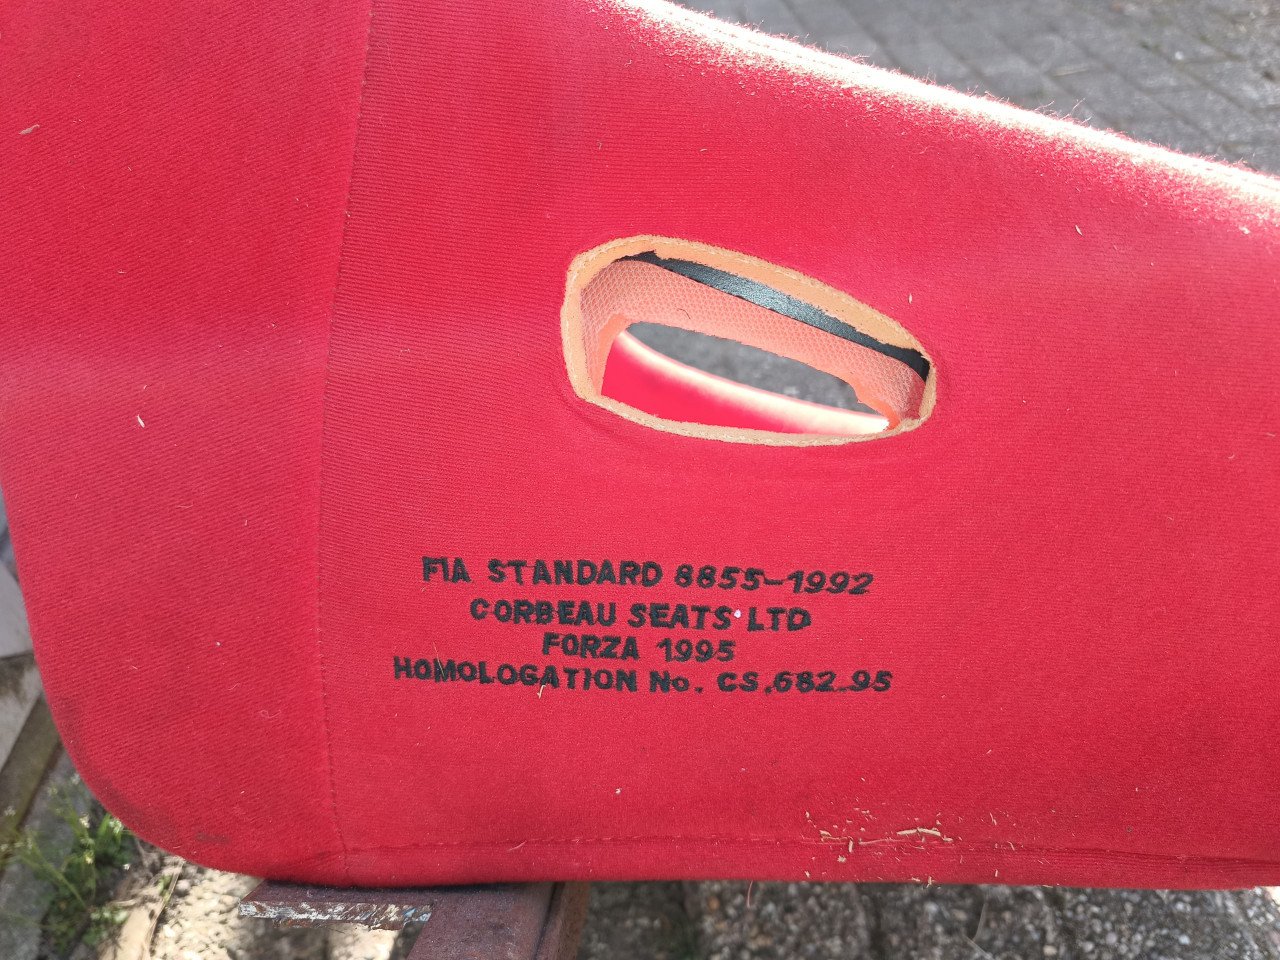 FIA STANDARD 8855-1992
CORBEAU SEATS LTD
FORZA 1995
HOMOLOGATION No. CS.682.95